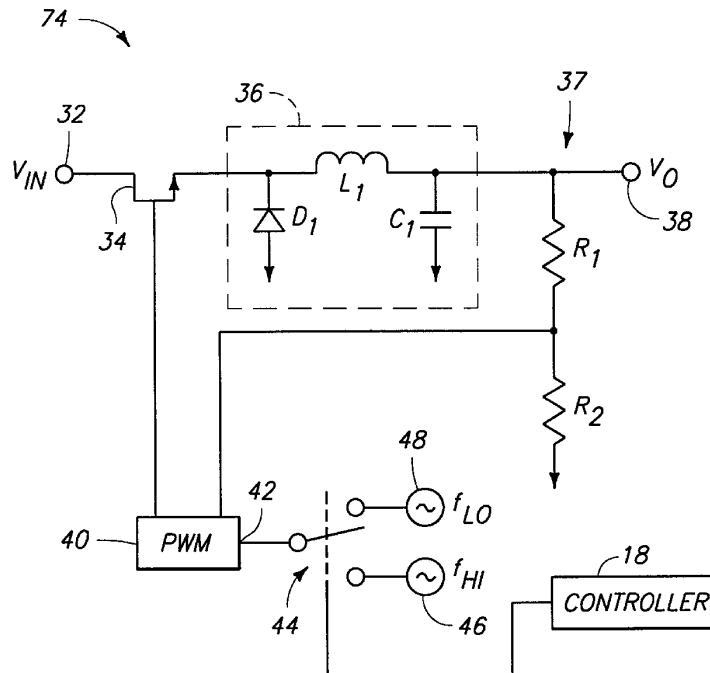 74
36
37
32
V_IN
34
D_1
L_1
C_1
V_O
38
R_1
R_2
48
f_LO
42
40
PWM
44
f_HI
46
18
CONTROLLER